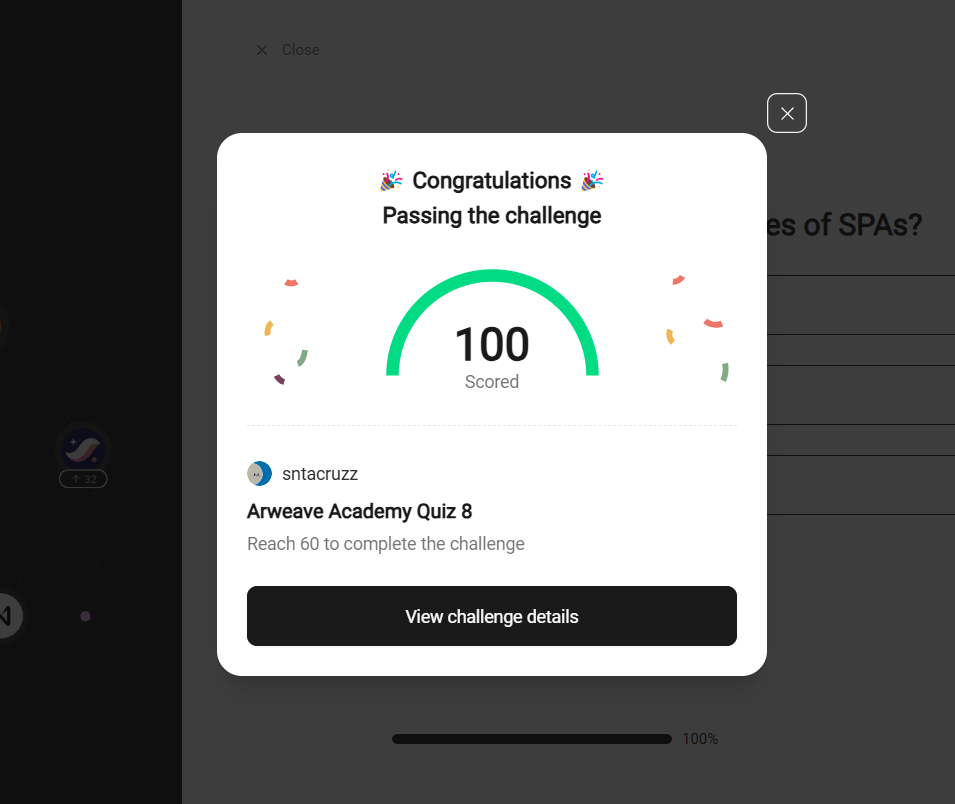 Close
es of SPAs?
🎉 Congratulations 🎉
Passing the challenge
100
Scored
32
sntacruzz
Arweave Academy Quiz 8
Reach 60 to complete the challenge
View challenge details
100%